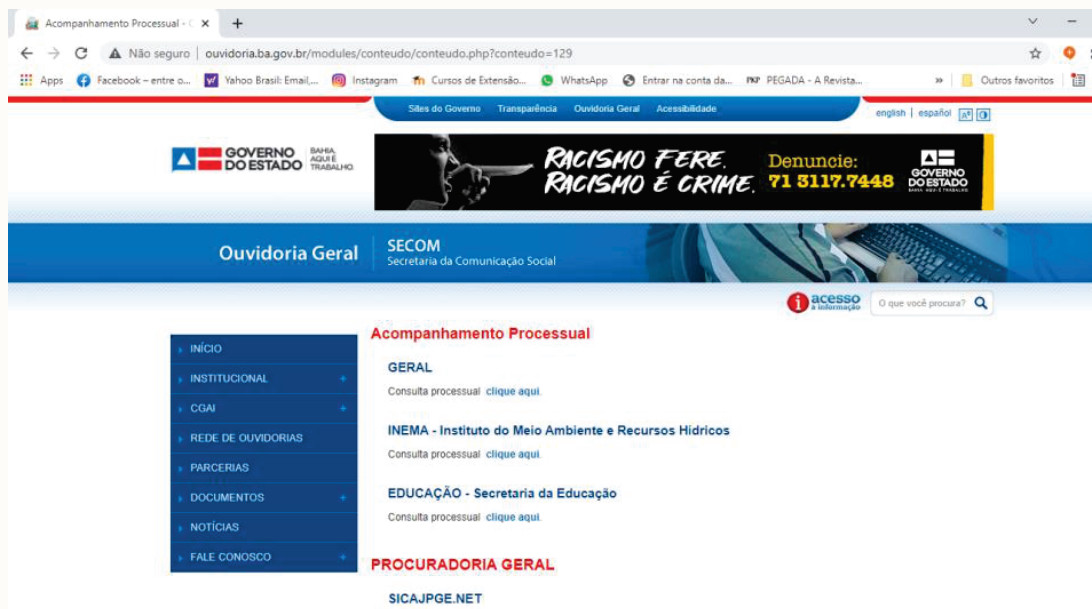 Acompanhamento Processual - C
Não seguro | ouvidoria.ba.gov.br/modules/conteudo/conteudo.php?conteudo=129
Apps Facebook – entre o... Yahoo Brasil: Email,... Instagram Cursos de Extensão... WhatsApp Entrar na conta da... PKP PEGADA - A Revista... » Outros favoritos
Sites do Governo Transparência Ouvidoria Geral Acessibilidade
english | español
GOVERNO DO ESTADO
BAHIA. AQUI É TRABALHO
RACISMO FERE.
RACISMO É CRIME.
Denuncie:
71 3117.7448
GOVERNO
DO ESTADO
BAHIA AQUI É TRABALHO
Ouvidoria Geral
SECOM
Secretaria da Comunicação Social
acesso
à informação
O que você procura?
INÍCIO
INSTITUCIONAL +
CGAI +
REDE DE OUVIDORIAS
PARCERIAS
DOCUMENTOS +
NOTÍCIAS
FALE CONOSCO +
Acompanhamento Processual
GERAL
Consulta processual clique aqui.
INEMA - Instituto do Meio Ambiente e Recursos Hídricos
Consulta processual clique aqui.
EDUCAÇÃO - Secretaria da Educação
Consulta processual clique aqui.
PROCURADORIA GERAL
SICAJPGE.NET